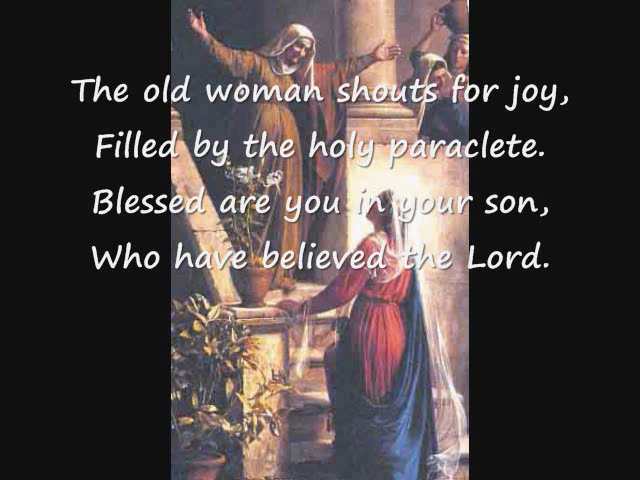 The old woman shouts for joy,
Filled by the holy paraclete.
Blessed are you in your son,
Who have believed the Lord.